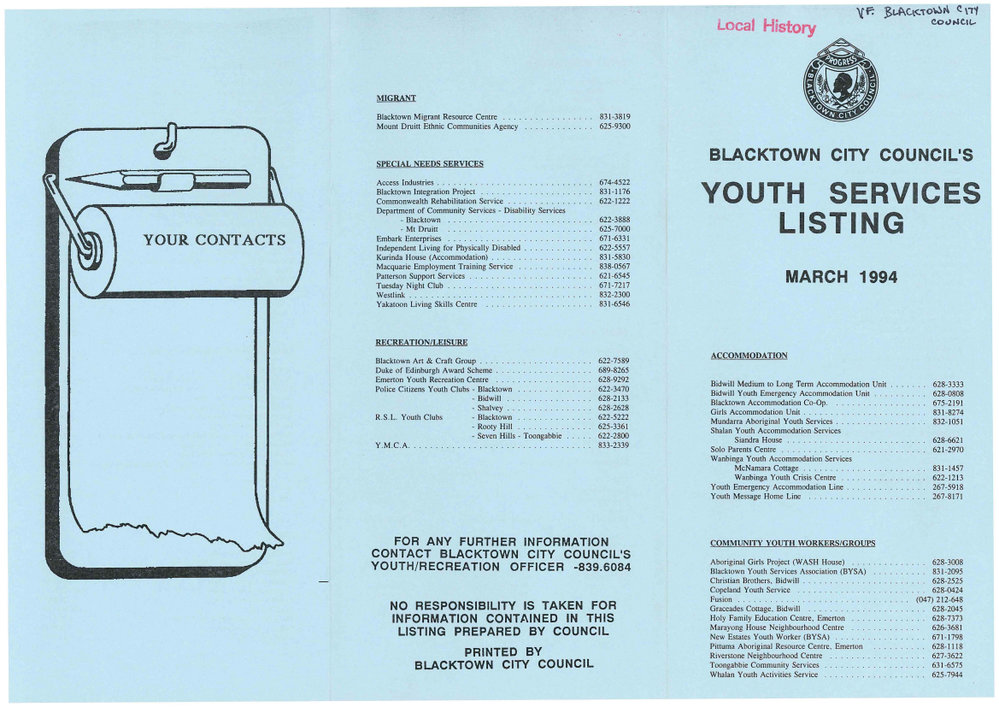 YOUR CONTACTS
MIGRANT
Blacktown Migrant Resource Centre . . . . . . . . . . . . . . . . . 831-3819
Mount Druitt Ethnic Communities Agency . . . . . . . . . . . . . 625-9300
SPECIAL NEEDS SERVICES
Access Industries . . . . . . . . . . . . . . . . . . . . . . . . . . . . . 674-4522
Blacktown Integration Project . . . . . . . . . . . . . . . . . . . . . 831-1176
Commonwealth Rehabilitation Service . . . . . . . . . . . . . . . . 622-1222
Department of Community Services - Disability Services
- Blacktown . . . . . . . . . . . . . . . . . . . . . . . . . . . 622-3888
- Mt Druitt . . . . . . . . . . . . . . . . . . . . . . . . . . . 625-7000
Embark Enterprises . . . . . . . . . . . . . . . . . . . . . . . . . . . 671-6331
Independent Living for Physically Disabled . . . . . . . . . . . . . 622-5557
Kurinda House (Accommodation) . . . . . . . . . . . . . . . . . . . 831-5830
Macquarie Employment Training Service . . . . . . . . . . . . . . 838-0567
Patterson Support Services . . . . . . . . . . . . . . . . . . . . . . . 621-6545
Tuesday Night Club . . . . . . . . . . . . . . . . . . . . . . . . . . . 671-7217
Westlink . . . . . . . . . . . . . . . . . . . . . . . . . . . . . . . . . . 832-2300
Yakatoon Living Skills Centre . . . . . . . . . . . . . . . . . . . . 831-6546
RECREATION/LEISURE
Blacktown Art & Craft Group . . . . . . . . . . . . . . . . . . . . . 622-7589
Duke of Edinburgh Award Scheme . . . . . . . . . . . . . . . . . . 689-8265
Emerton Youth Recreation Centre . . . . . . . . . . . . . . . . . . 628-9292
Police Citizens Youth Clubs - Blacktown . . . . . . . . . . . . . . . 622-3470
- Bidwill . . . . . . . . . . . . . . . . . 628-2133
- Shalvey . . . . . . . . . . . . . . . . . 628-2628
R.S.L. Youth Clubs - Blacktown . . . . . . . . . . . . . . . 622-5222
- Rooty Hill . . . . . . . . . . . . . . . 625-3361
- Seven Hills - Toongabbie . . . . . 622-2800
Y.M.C.A. . . . . . . . . . . . . . . . . . . . . . . . . . . . . . . . . . 833-2339
FOR ANY FURTHER INFORMATION
CONTACT BLACKTOWN CITY COUNCIL'S
YOUTH/RECREATION OFFICER -839.6084
NO RESPONSIBILITY IS TAKEN FOR
INFORMATION CONTAINED IN THIS
LISTING PREPARED BY COUNCIL
PRINTED BY
BLACKTOWN CITY COUNCIL
VF. BLACKTOWN CITY
COUNCIL
Local History
PROGRESS
BLACKTOWN CITY COUNCIL
BLACKTOWN CITY COUNCIL'S
YOUTH SERVICES
LISTING
MARCH 1994
ACCOMMODATION
Bidwill Medium to Long Term Accommodation Unit . . . . . . . 628-3333
Bidwill Youth Emergency Accommodation Unit . . . . . . . . . . 628-0808
Blacktown Accommodation Co-Op. . . . . . . . . . . . . . . . . . . 675-2191
Girls Accommodation Unit . . . . . . . . . . . . . . . . . . . . . . . 831-8274
Mundarra Aboriginal Youth Services . . . . . . . . . . . . . . . . . 832-1051
Shalan Youth Accommodation Services
Siandra House . . . . . . . . . . . . . . . . . . . . . . . . . . 628-6621
Solo Parents Centre . . . . . . . . . . . . . . . . . . . . . . . . . . . 621-2970
Wanbinga Youth Accommodation Services
McNamara Cottage . . . . . . . . . . . . . . . . . . . . . . . 831-1457
Wanbinga Youth Crisis Centre . . . . . . . . . . . . . . . . 622-1213
Youth Emergency Accommodation Line . . . . . . . . . . . . . . . 267-5918
Youth Message Home Line . . . . . . . . . . . . . . . . . . . . . . 267-8171
COMMUNITY YOUTH WORKERS/GROUPS
Aboriginal Girls Project (WASH House) . . . . . . . . . . . . . . 628-3008
Blacktown Youth Services Association (BYSA) . . . . . . . . . . . 831-2095
Christian Brothers, Bidwill . . . . . . . . . . . . . . . . . . . . . . . 628-2525
Copeland Youth Service . . . . . . . . . . . . . . . . . . . . . . . . 628-0424
Fusion . . . . . . . . . . . . . . . . . . . . . . . . . . . . . . . . (047) 212-648
Graceades Cottage, Bidwill . . . . . . . . . . . . . . . . . . . . . . 628-2045
Holy Family Education Centre, Emerton . . . . . . . . . . . . . . 628-7373
Marayong House Neighbourhood Centre . . . . . . . . . . . . . . 626-3681
New Estates Youth Worker (BYSA) . . . . . . . . . . . . . . . . . 671-1798
Pittuma Aboriginal Resource Centre, Emerton . . . . . . . . . . 628-1118
Riverstone Neighbourhood Centre . . . . . . . . . . . . . . . . . . 627-3622
Toongabbie Community Services . . . . . . . . . . . . . . . . . . . 631-6575
Whalan Youth Activities Service . . . . . . . . . . . . . . . . . . . 625-7944